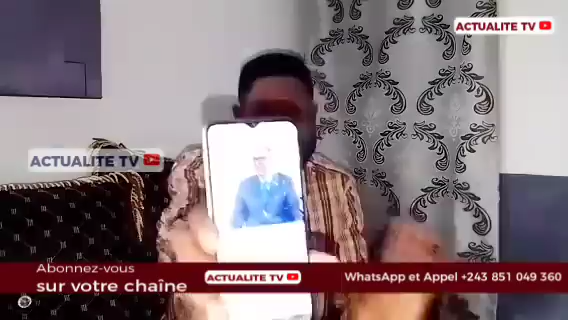 ACTUALITE TV
ACTUALITE TV
Abonnez-vous
sur votre chaîne
ACTUALITE TV
WhatsApp et Appel +243 851 049 360